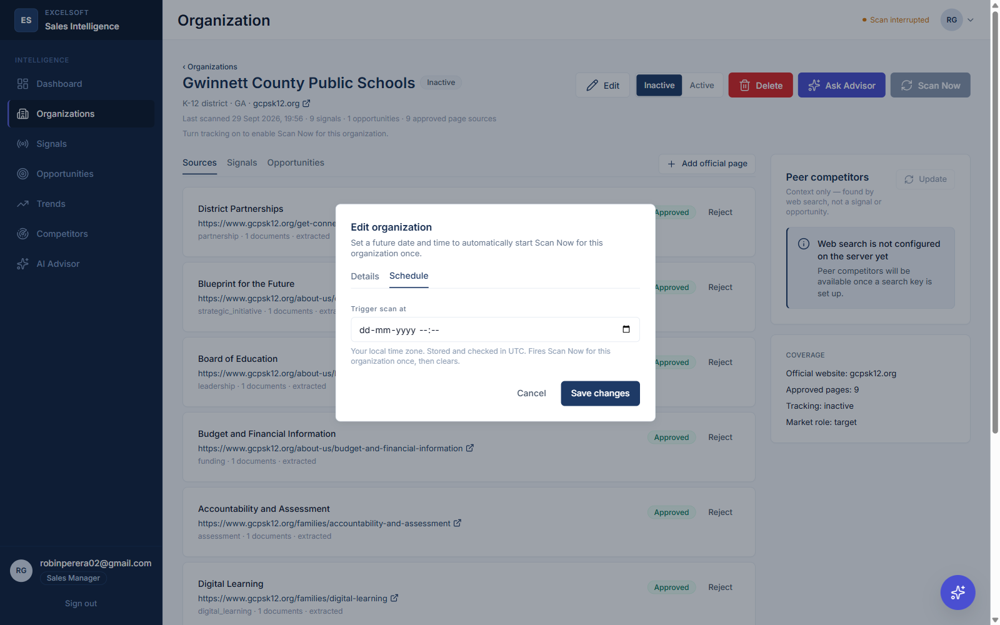 ES
EXCELSOFT
Sales Intelligence
INTELLIGENCE
Dashboard
Organizations
Signals
Opportunities
Trends
Competitors
AI Advisor
RG
robinperera02@gmail.com
Sales Manager
Sign out
Organization
Scan interrupted
RG
‹ Organizations
Gwinnett County Public Schools
Inactive
K-12 district · GA · gcpsk12.org
Last scanned 29 Sept 2026, 19:56 · 9 signals · 1 opportunities · 9 approved page sources
Turn tracking on to enable Scan Now for this organization.
Edit
Inactive
Active
Delete
Ask Advisor
Scan Now
Sources
Signals
Opportunities
Add official page
District Partnerships
https://www.gcpsk12.org/get-conne
partnership · 1 documents · extracted
Approved
Reject
Blueprint for the Future
https://www.gcpsk12.org/about-us/
strategic_initiative · 1 documents · extra
Approved
Reject
Board of Education
https://www.gcpsk12.org/about-us/
leadership · 1 documents · extracted
Approved
Reject
Budget and Financial Information
https://www.gcpsk12.org/about-us/budget-and-financial-information
funding · 1 documents · extracted
Approved
Reject
Accountability and Assessment
https://www.gcpsk12.org/families/accountability-and-assessment
assessment · 1 documents · extracted
Approved
Reject
Digital Learning
https://www.gcpsk12.org/families/digital-learning
digital_learning · 1 documents · extracted
Approved
Reject
Edit organization
Set a future date and time to automatically start Scan Now for this
organization once.
Details
Schedule
Trigger scan at
dd-mm-yyyy --:--
Your local time zone. Stored and checked in UTC. Fires Scan Now for this
organization once, then clears.
Cancel
Save changes
Peer competitors
Update
Context only — found by
web search, not a signal or
opportunity.
Web search is not configured
on the server yet
Peer competitors will be
available once a search key is
set up.
COVERAGE
Official website: gcpsk12.org
Approved pages: 9
Tracking: inactive
Market role: target